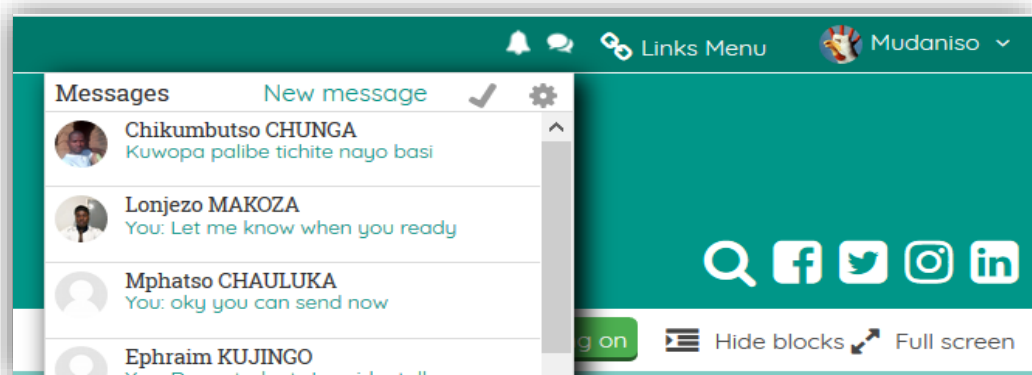 Links Menu
Mudaniso
Messages
New message
Chikumbutso CHUNGA
Kuwopa palibe tichite nayo basi
Lonjezo MAKOZA
You: Let me know when you ready
Mphatso CHAULUKA
You: oky you can send now
g on
Hide blocks
Full screen
Ephraim KUJINGO